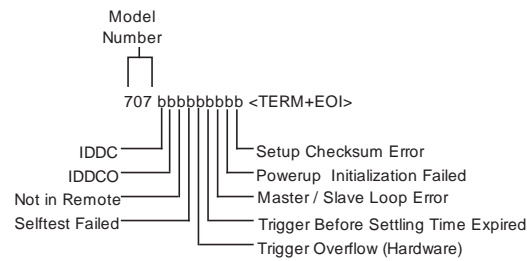 Model
Number
707 bbbbbbbbb <TERM+EOI>
IDDC
Setup Checksum Error
IDDCO
Powerup Initialization Failed
Not in Remote
Master / Slave Loop Error
Selftest Failed
Trigger Before Settling Time Expired
Trigger Overflow (Hardware)